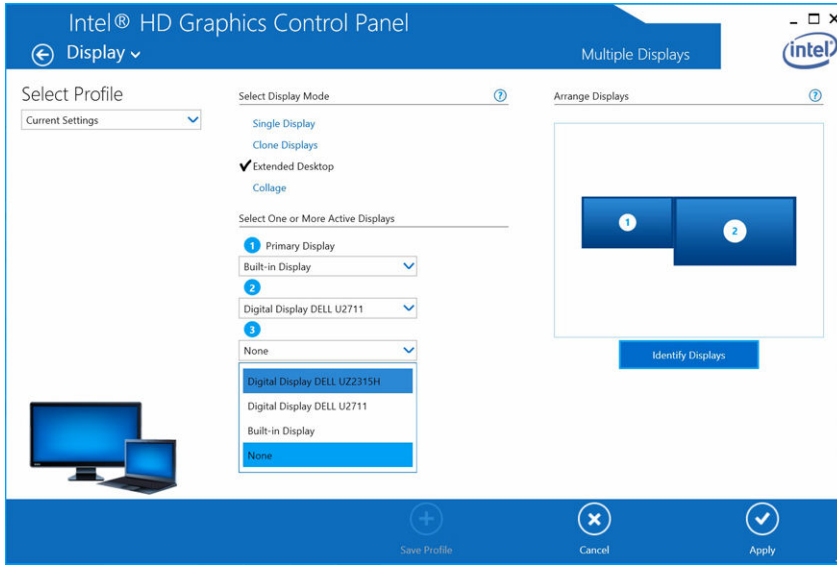 Intel® HD Graphics Control Panel
Display
Multiple Displays
intel
Select Profile
Current Settings
Select Display Mode
?
Single Display
Clone Displays
Extended Desktop
Collage
Select One or More Active Displays
1 Primary Display
Built-in Display
2
Digital Display DELL U2711
3
None
Digital Display DELL UZ2315H
Digital Display DELL U2711
Built-in Display
None
Arrange Displays
?
1
2
Identify Displays
Save Profile
Cancel
Apply